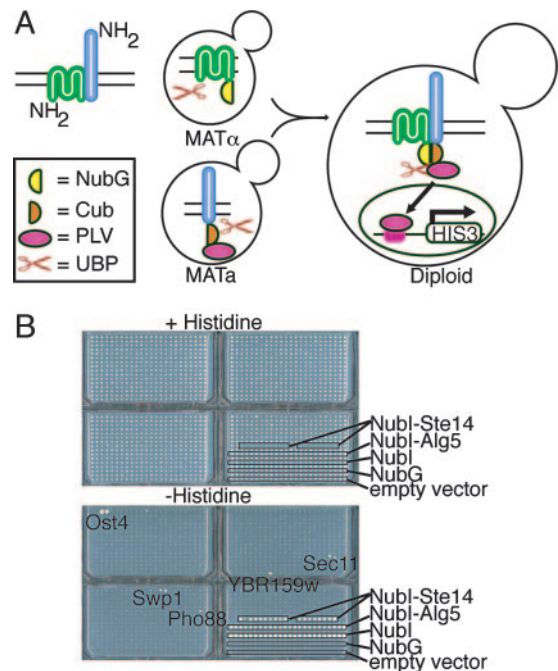 A
NH2
NH2
MATα
MATa
= NubG
= Cub
= PLV
= UBP
HIS3
Diploid
B
+ Histidine
NubI-Ste14
NubI-Alg5
NubI
NubG
empty vector
-Histidine
Ost4
Sec11
YBR159w
Swp1
Pho88
NubI-Ste14
NubI-Alg5
NubI
NubG
empty vector